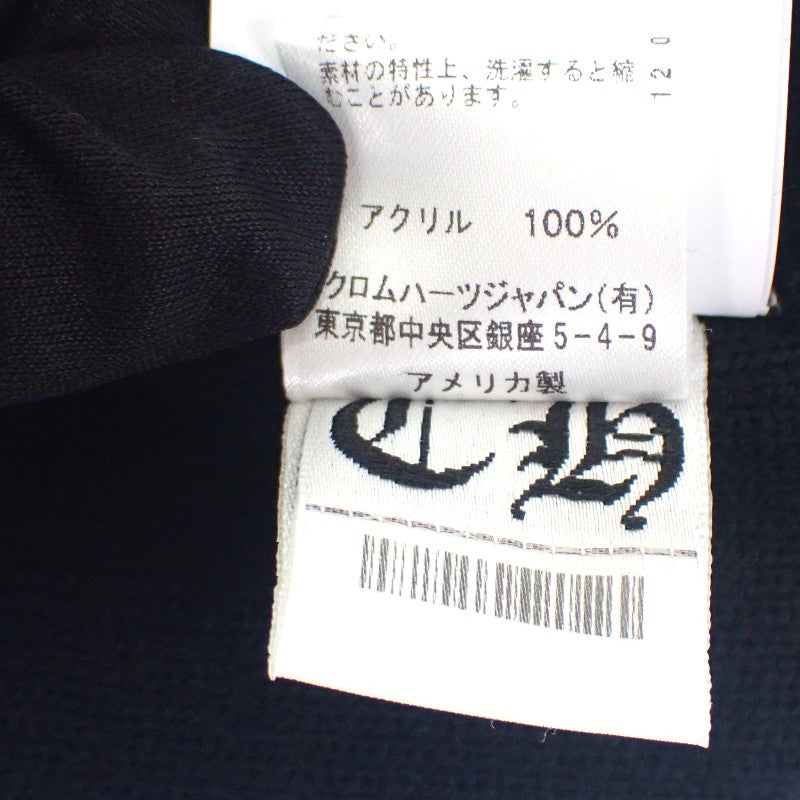 ださい。
素材の特性上、洗濯すると縮
むことがあります。
120
アクリル 100%
クロムハーツジャパン(有)
東京都中央区銀座5-4-9
アメリカ製